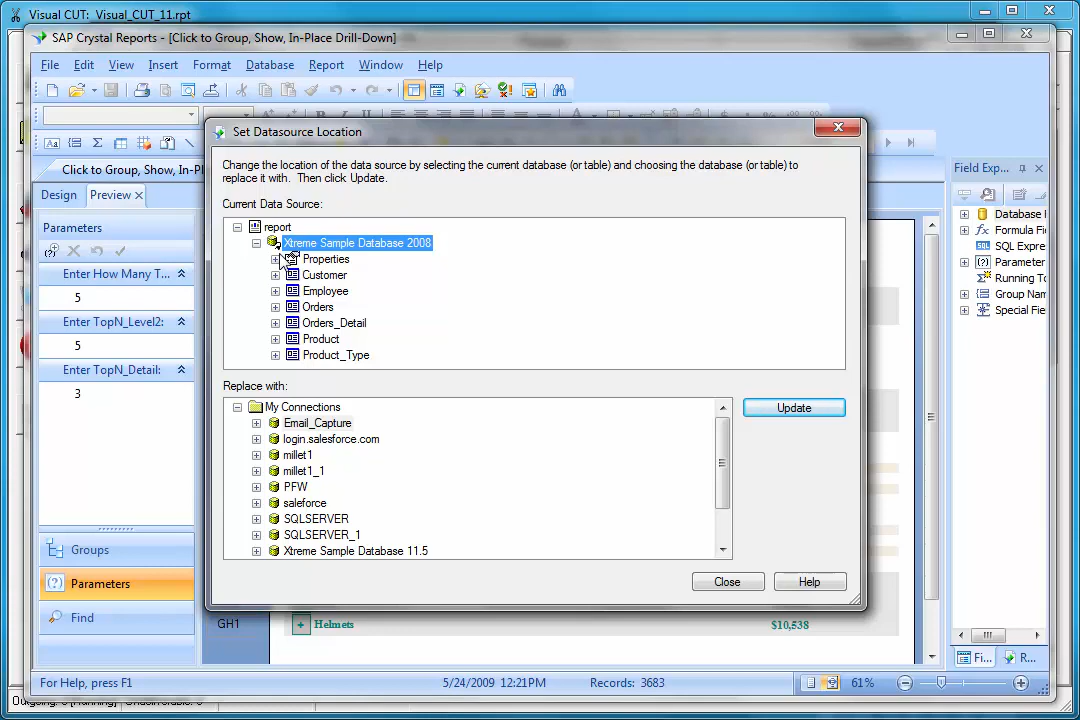 Visual CUT: Visual_CUT_11.rpt
SAP Crystal Reports - [Click to Group, Show, In-Place Drill-Down]
File Edit View Insert Format Database Report Window Help
Click to Group, Show, In-Pl
Design Preview
Parameters
Enter How Many T...
5
Enter TopN_Level2:
5
Enter TopN_Detail:
3
Groups
Parameters
Find
Set Datasource Location
Change the location of the data source by selecting the current database (or table) and choosing the database (or table) to
replace it with. Then click Update.
Current Data Source:
report
Xtreme Sample Database 2008
Properties
Customer
Employee
Orders
Orders_Detail
Product
Product_Type
Replace with:
My Connections
Email_Capture
login.salesforce.com
millet1
millet1_1
PFW
saleforce
SQLSERVER
SQLSERVER_1
Xtreme Sample Database 11.5
Update
Close
Help
Field Exp...
Database
Formula Fi
SQL Expre
Parameter
Running To
Group Nam
Special Fie
Fi...
R...
GH1 Helmets $10,538
For Help, press F1 5/24/2009 12:21PM Records: 3683 61%